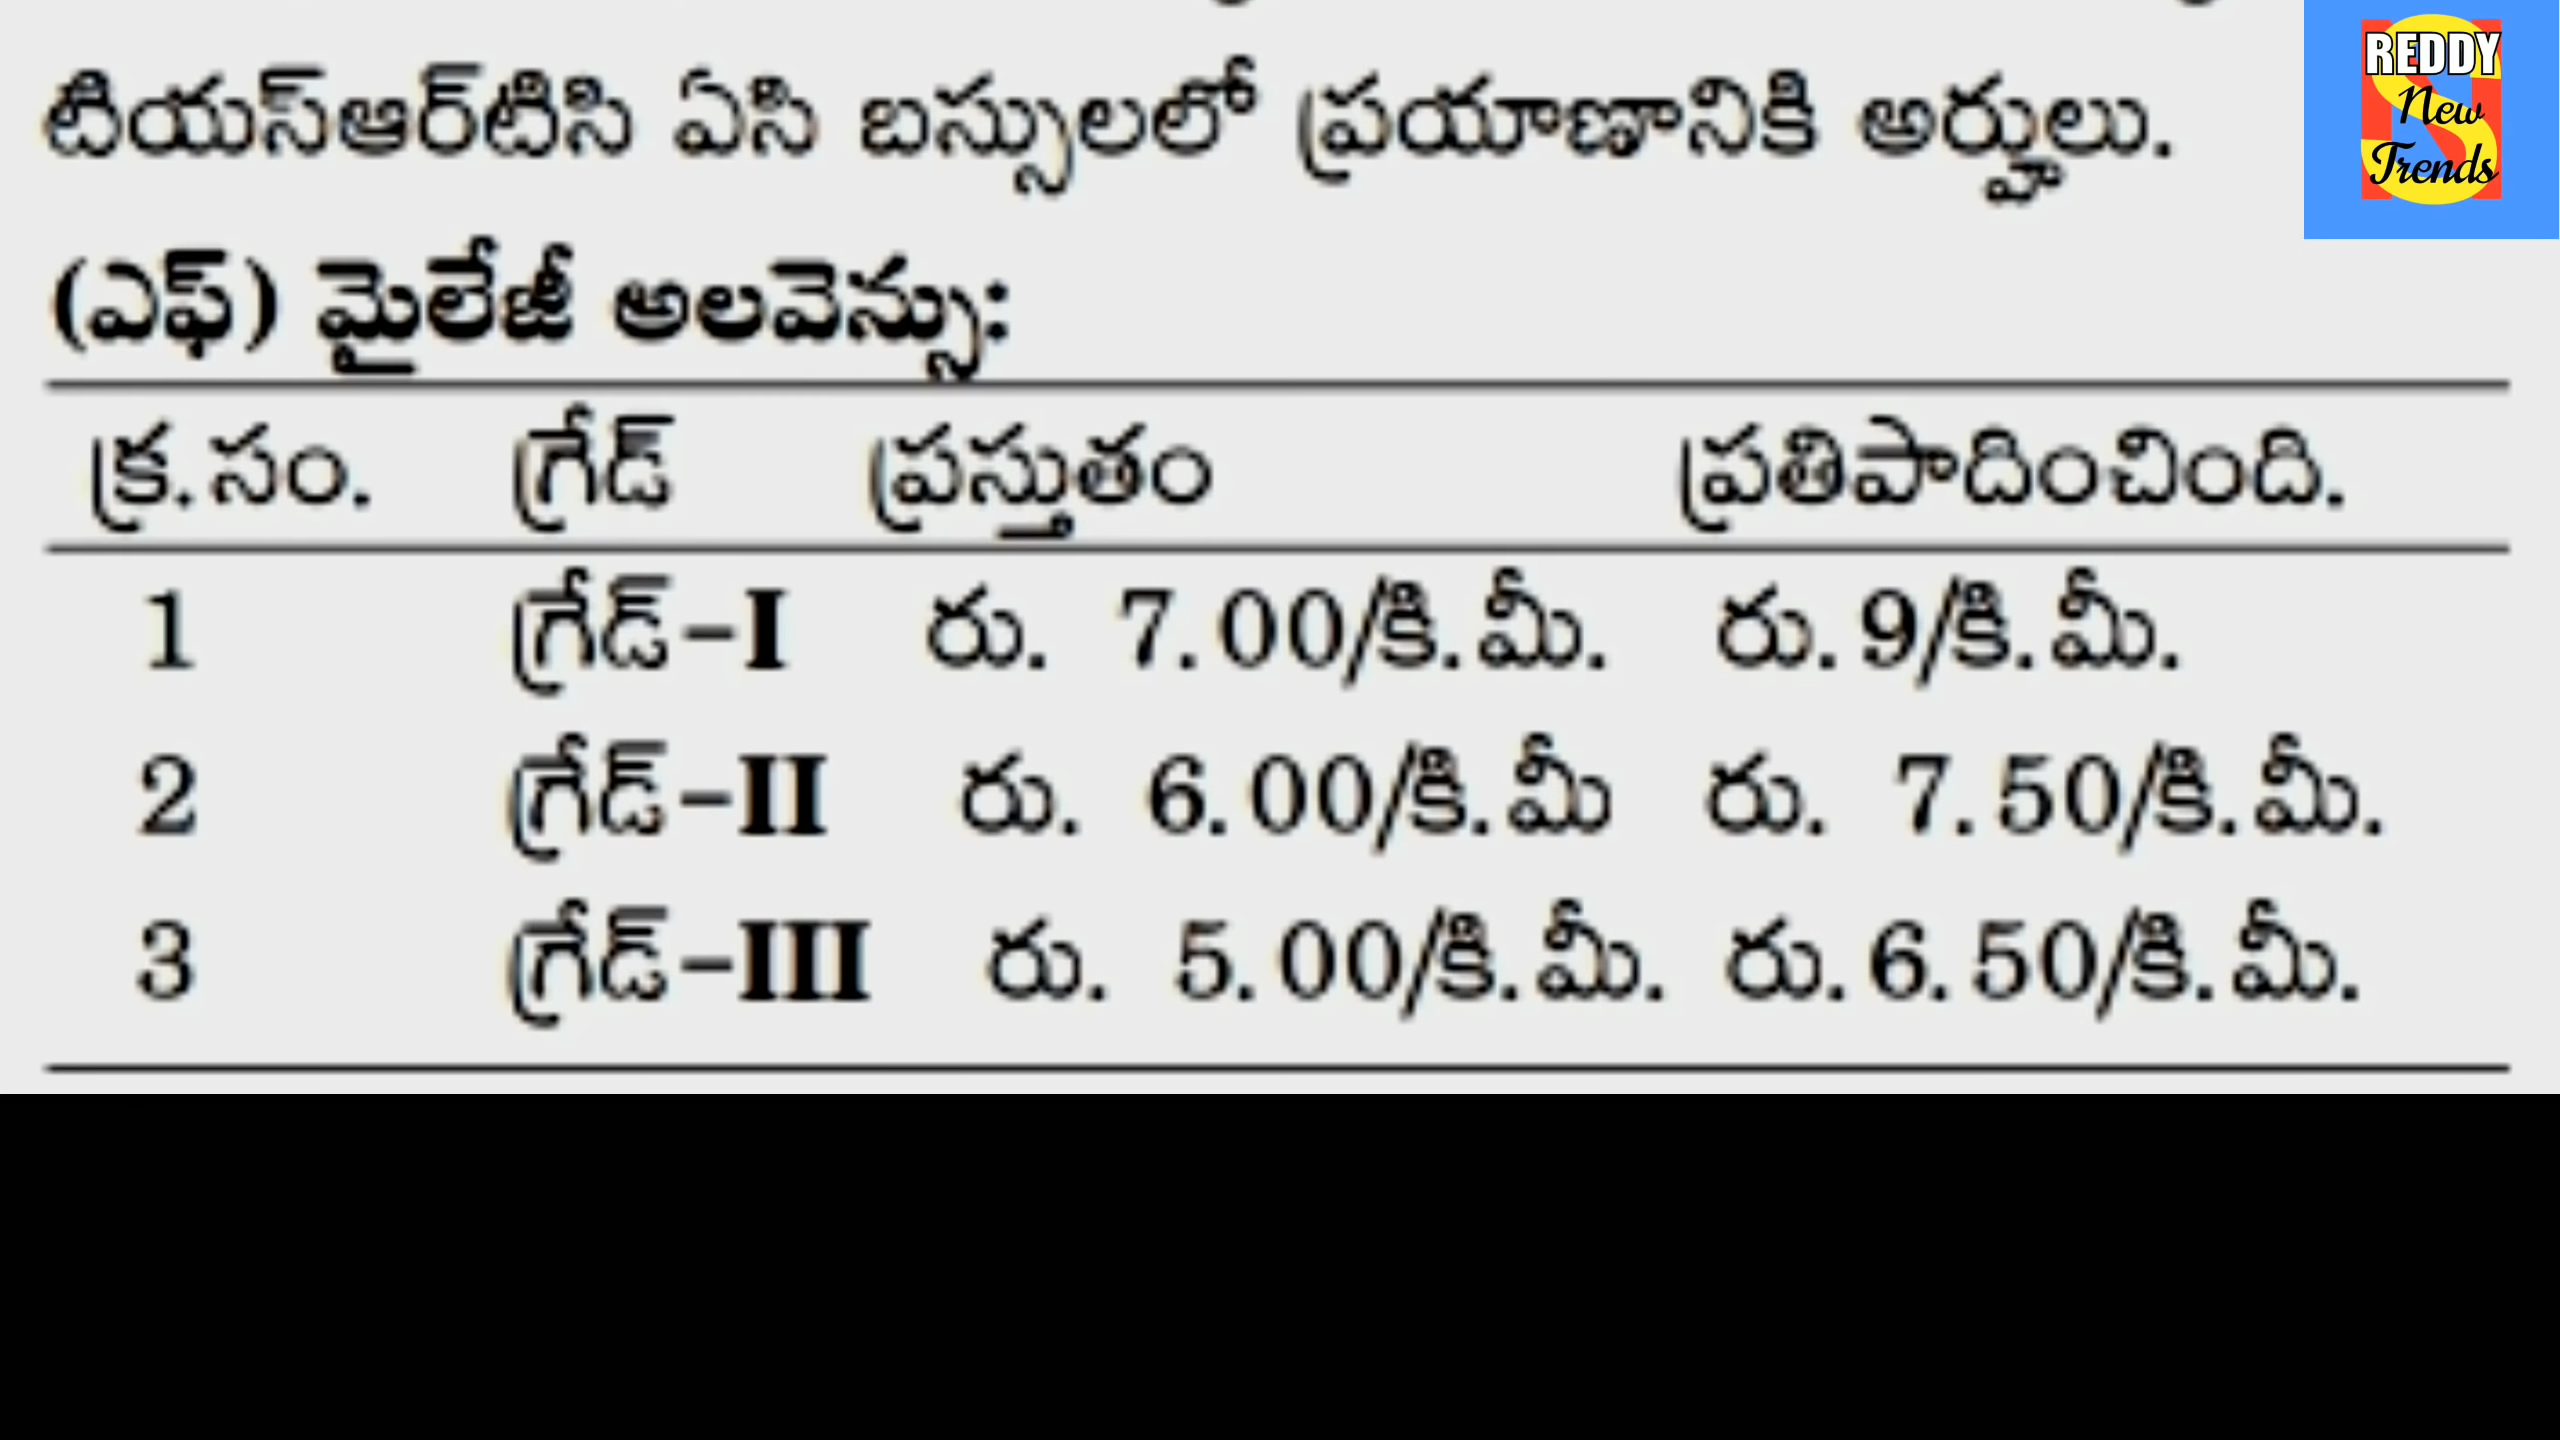 టియస్ఆర్‌టిసి ఏసి బస్సులలో ప్రయాణానికి అర్హులు.
(ఎఫ్) మైలేజీ అలవెన్సు:
క్ర.సం. గ్రేడ్ ప్రస్తుతం ప్రతిపాదించింది.
1 గ్రేడ్-I రు. 7.00/కి.మీ. రు.9/కి.మీ.
2 గ్రేడ్-II రు. 6.00/కి.మీ రు. 7.50/కి.మీ.
3 గ్రేడ్-III రు. 5.00/కి.మీ. రు.6.50/కి.మీ.
REDDY
New
Trends